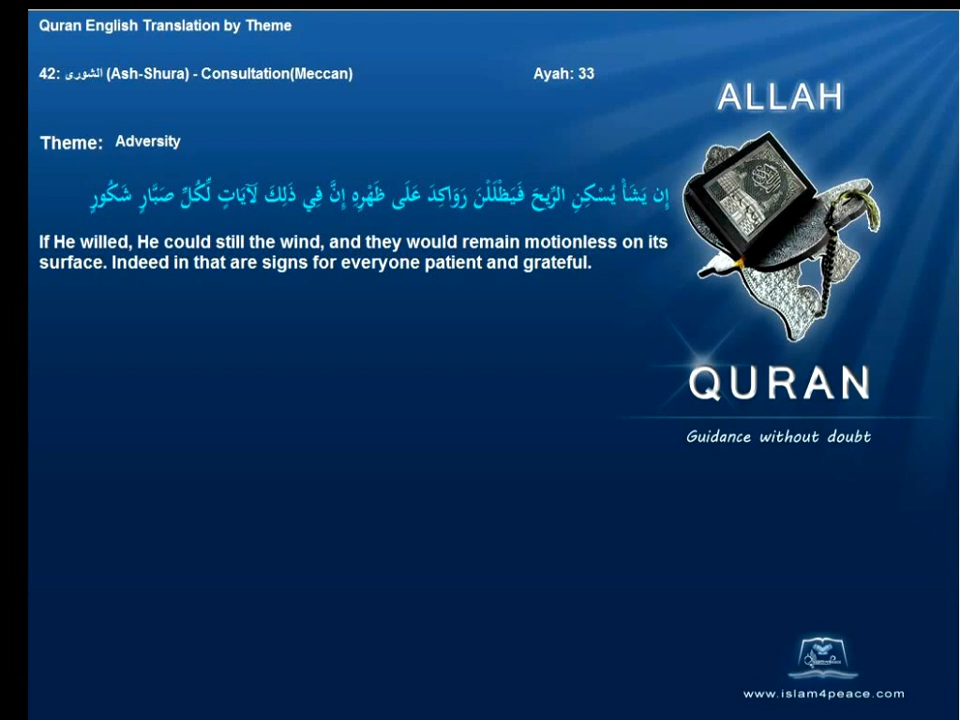 Quran English Translation by Theme
42: الشورى (Ash-Shura) - Consultation(Meccan) Ayah: 33
ALLAH
Theme: Adversity
إِن يَشَأْ يُسْكِنِ الرِّيحَ فَيَظْلَلْنَ رَوَاكِدَ عَلَى ظَهْرِهِ إِنَّ فِي ذَلِكَ لَآيَاتٍ لِّكُلِّ صَبَّارٍ شَكُورٍ
If He willed, He could still the wind, and they would remain motionless on its
surface. Indeed in that are signs for everyone patient and grateful.
QURAN
Guidance without doubt
www.islam4peace.com